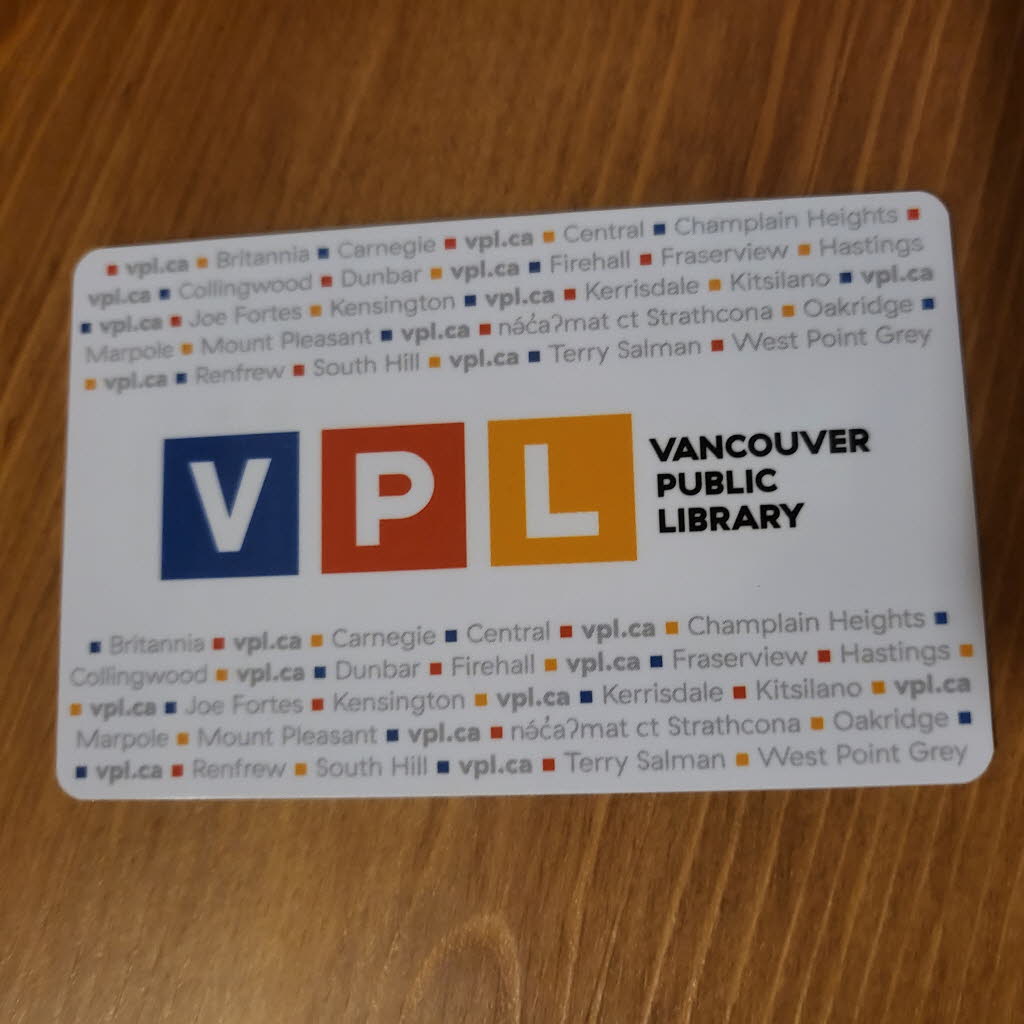 ▪ vpl.ca ▪ Britannia ▪ Carnegie ▪ vpl.ca ▪ Central ▪ Champlain Heights ▪
vpl.ca ▪ Collingwood ▪ Dunbar ▪ vpl.ca ▪ Firehall ▪ Fraserview ▪ Hastings
▪ vpl.ca ▪ Joe Fortes ▪ Kensington ▪ vpl.ca ▪ Kerrisdale ▪ Kitsilano ▪ vpl.ca
Marpole ▪ Mount Pleasant ▪ vpl.ca ▪ nə́c̓aʔmat ct Strathcona ▪ Oakridge ▪
▪ vpl.ca ▪ Renfrew ▪ South Hill ▪ vpl.ca ▪ Terry Salman ▪ West Point Grey
VPL
VANCOUVER
PUBLIC
LIBRARY
▪ Britannia ▪ vpl.ca ▪ Carnegie ▪ Central ▪ vpl.ca ▪ Champlain Heights ▪
Collingwood ▪ vpl.ca ▪ Dunbar ▪ Firehall ▪ vpl.ca ▪ Fraserview ▪ Hastings ▪
▪ vpl.ca ▪ Joe Fortes ▪ Kensington ▪ vpl.ca ▪ Kerrisdale ▪ Kitsilano ▪ vpl.ca
Marpole ▪ Mount Pleasant ▪ vpl.ca ▪ nə́c̓aʔmat ct Strathcona ▪ Oakridge ▪
▪ vpl.ca ▪ Renfrew ▪ South Hill ▪ vpl.ca ▪ Terry Salman ▪ West Point Grey